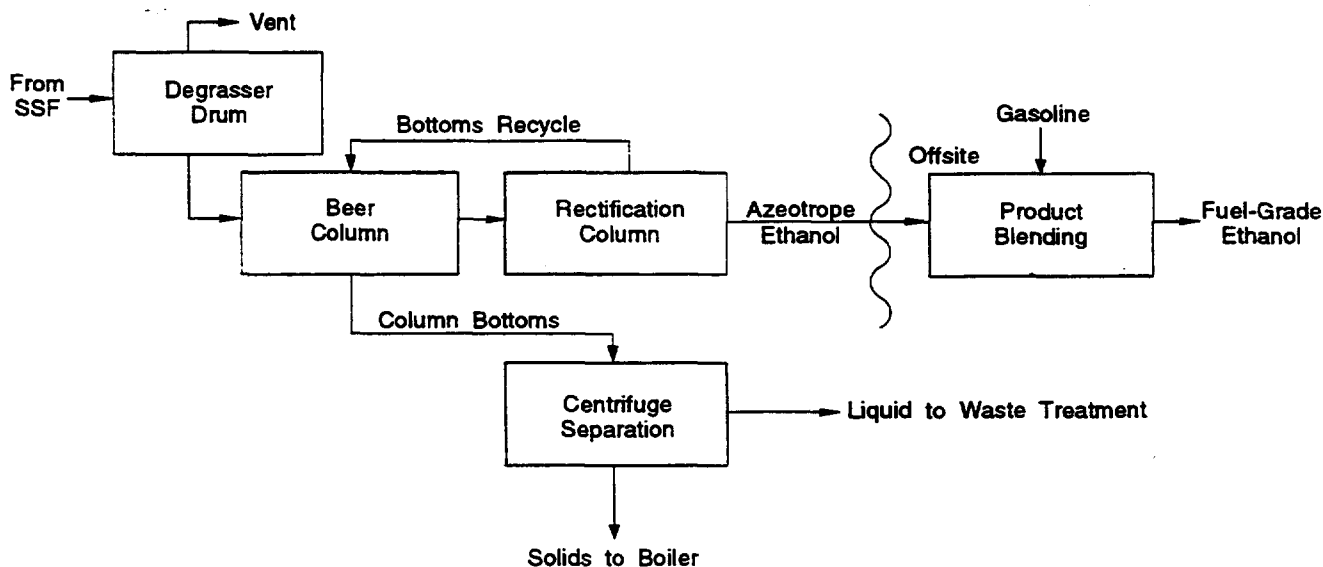 Vent
From
SSF
Degrasser
Drum
Bottoms Recycle
Gasoline
Offsite
Beer
Column
Rectification
Column
Azeotrope
Ethanol
Product
Blending
Fuel-Grade
Ethanol
Column Bottoms
Centrifuge
Separation
Liquid to Waste Treatment
Solids to Boiler